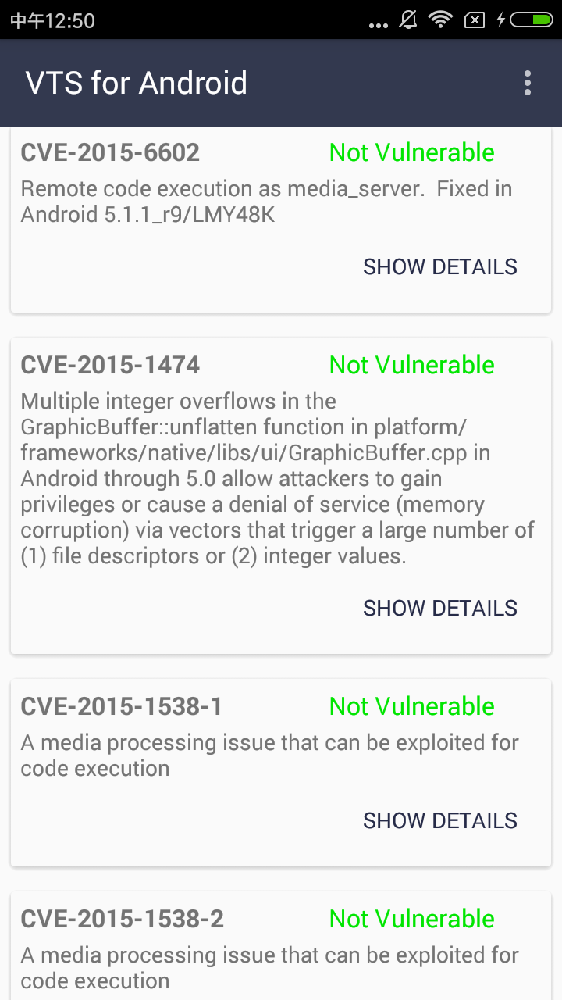 中午12:50
VTS for Android
CVE-2015-6602 Not Vulnerable
Remote code execution as media_server.  Fixed in
Android 5.1.1_r9/LMY48K
SHOW DETAILS
CVE-2015-1474 Not Vulnerable
Multiple integer overflows in the
GraphicBuffer::unflatten function in platform/
frameworks/native/libs/ui/GraphicBuffer.cpp in
Android through 5.0 allow attackers to gain
privileges or cause a denial of service (memory
corruption) via vectors that trigger a large number of
(1) file descriptors or (2) integer values.
SHOW DETAILS
CVE-2015-1538-1 Not Vulnerable
A media processing issue that can be exploited for
code execution
SHOW DETAILS
CVE-2015-1538-2 Not Vulnerable
A media processing issue that can be exploited for
code execution